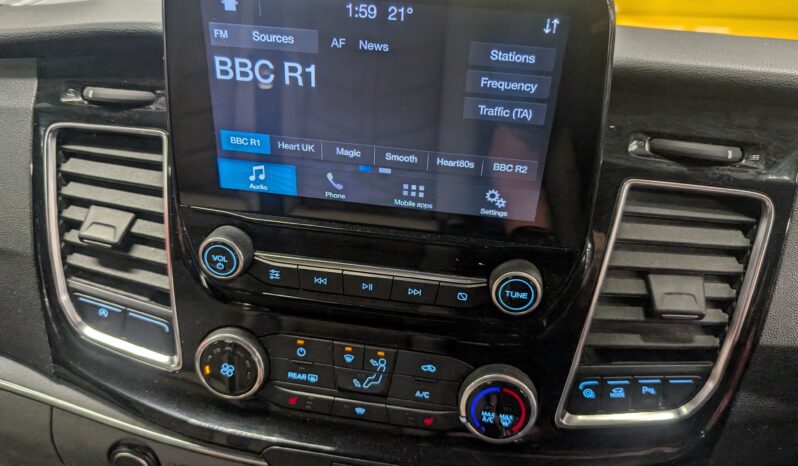 1:59 21°
FM Sources AF News
Stations
BBC R1
Frequency
Traffic (TA)
BBC R1 Heart UK Magic Smooth Heart80s BBC R2
Audio Phone Mobile apps Settings
VOL
TUNE
REAR
A/C
MAX A/C MAX
MODE